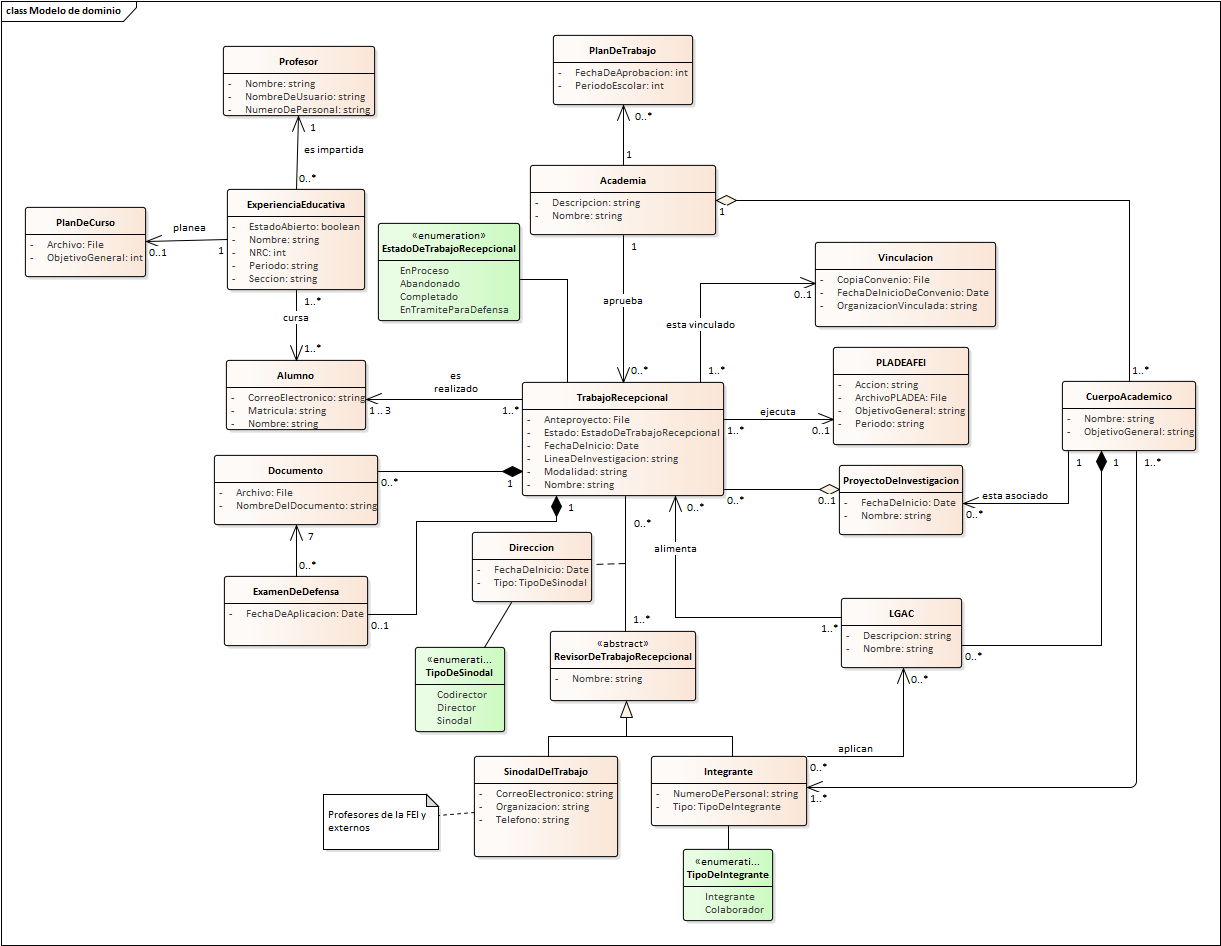 class Modelo de dominio
Profesor
- Nombre: string
- NombreDeUsuario: string
- NumeroDePersonal: string
1
es impartida
0..*
PlanDeTrabajo
- FechaDeAprobacion: int
- PeriodoEscolar: int
0..*
1
Academia
- Descripcion: string
- Nombre: string
1
1
aprueba
0..*
ExperienciaEducativa
- EstadoAbierto: boolean
- Nombre: string
- NRC: int
- Periodo: string
- Seccion: string
PlanDeCurso
- Archivo: File
- ObjetivoGeneral: int
planea
0..1
1
1..*
cursa
1..*
«enumeration»
EstadoDeTrabajoRecepcional
EnProceso
Abandonado
Completado
EnTramiteParaDefensa
Vinculacion
- CopiaConvenio: File
- FechaDeInicioDeConvenio: Date
- OrganizacionVinculada: string
0..1
esta vinculado
1..*
Alumno
- CorreoElectronico: string
- Matricula: string
- Nombre: string
es
realizado
1..3
1..*
TrabajoRecepcional
- Anteproyecto: File
- Estado: EstadoDeTrabajoRecepcional
- FechaDeInicio: Date
- LineaDeInvestigacion: string
- Modalidad: string
- Nombre: string
PLADEAFEI
- Accion: string
- ArchivoPLADEA: File
- ObjetivoGeneral: string
- Periodo: string
ejecuta
1..*
0..1
1..*
CuerpoAcademico
- Nombre: string
- ObjetivoGeneral: string
1
1
1..*
Documento
- Archivo: File
- NombreDelDocumento: string
0..*
1
1
7
0..*
ProyectoDeInvestigacion
- FechaDeInicio: Date
- Nombre: string
0..*
0..1
esta asociado
0..*
0..*
0..*
alimenta
Direccion
- FechaDeInicio: Date
- Tipo: TipoDeSinodal
ExamenDeDefensa
- FechaDeAplicacion: Date
0..1
LGAC
- Descripcion: string
- Nombre: string
1..*
0..*
0..*
1..*
«abstract»
RevisorDeTrabajoRecepcional
- Nombre: string
«enumerati...
TipoDeSinodal
Codirector
Director
Sinodal
aplican
0..*
1..*
SinodalDelTrabajo
- CorreoElectronico: string
- Organizacion: string
- Telefono: string
Integrante
- NumeroDePersonal: string
- Tipo: TipoDeIntegrante
Profesores de la FEI y
externos
«enumerati...
TipoDeIntegrante
Integrante
Colaborador